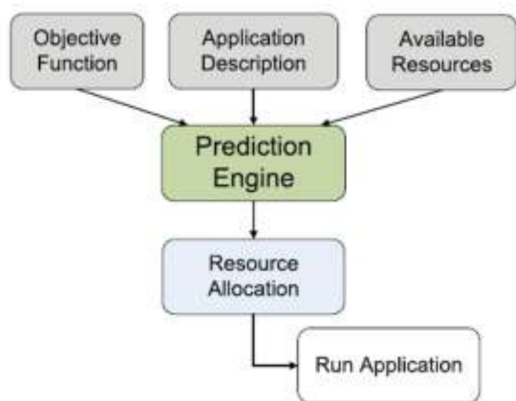 Objective
Function
Application
Description
Available
Resources
Prediction
Engine
Resource
Allocation
Run Application